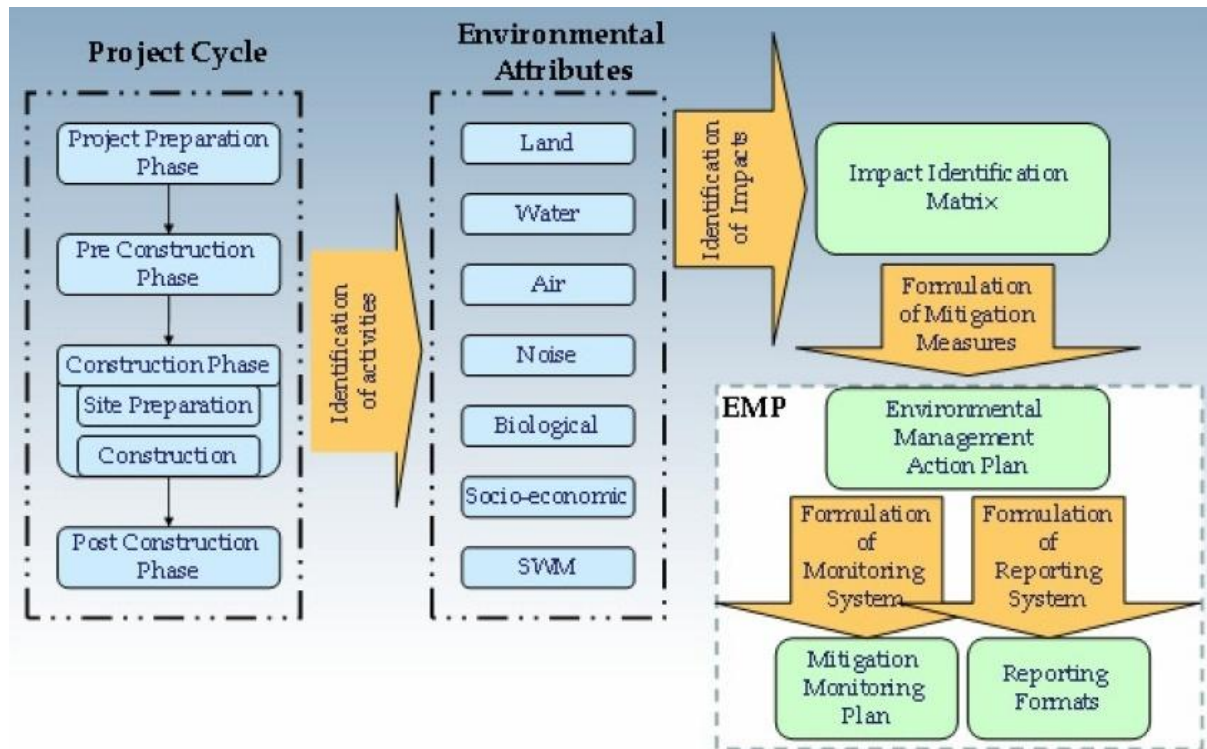 Project Cycle
Project Preparation
Phase
Pre Construction
Phase
Construction Phase
Site Preparation
Construction
Post Construction
Phase
Identification
of activities
Environmental
Attributes
Land
Water
Air
Noise
Biological
Socio-economic
SWM
Identification
of Impacts
Impact Identification
Matrix
Formulation
of Mitigation
Measures
EMP
Environmental
Management
Action Plan
Formulation
of
Monitoring
System
Formulation
of
Reporting
System
Mitigation
Monitoring
Plan
Reporting
Formats